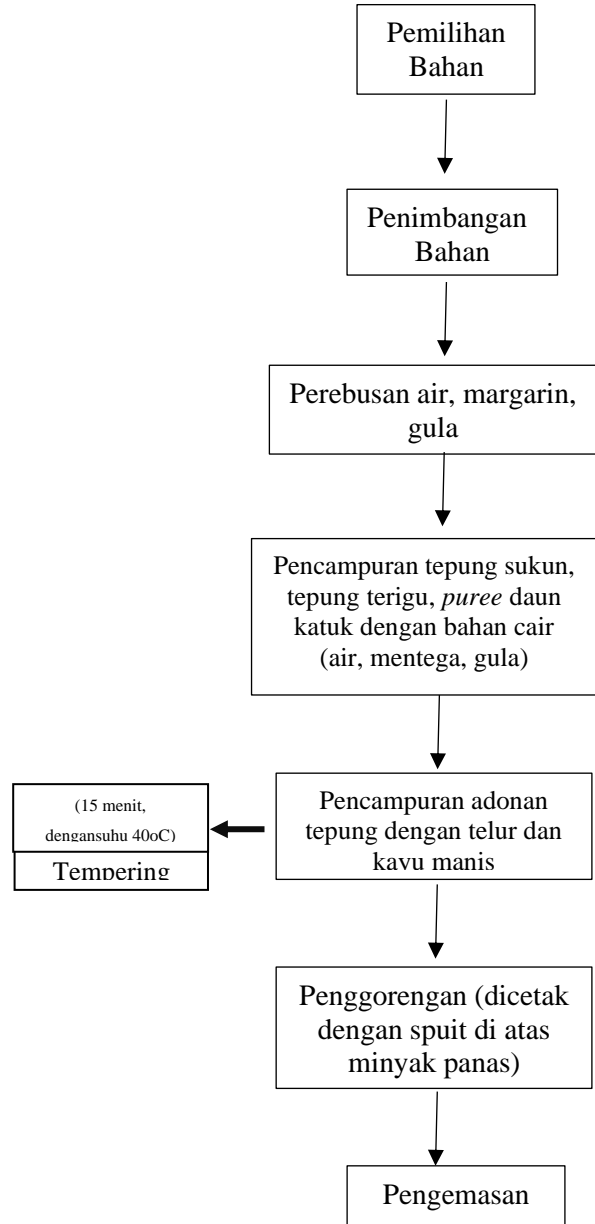 Pemilihan
Bahan
Penimbangan
Bahan
Perebusan air, margarin,
gula
Pencampuran tepung sukun,
tepung terigu, puree daun
katuk dengan bahan cair
(air, mentega, gula)
(15 menit,
dengansuhu 40oC)
Tempering
Pencampuran adonan
tepung dengan telur dan
kayu manis
Penggorengan (dicetak
dengan spuit di atas
minyak panas)
Pengemasan